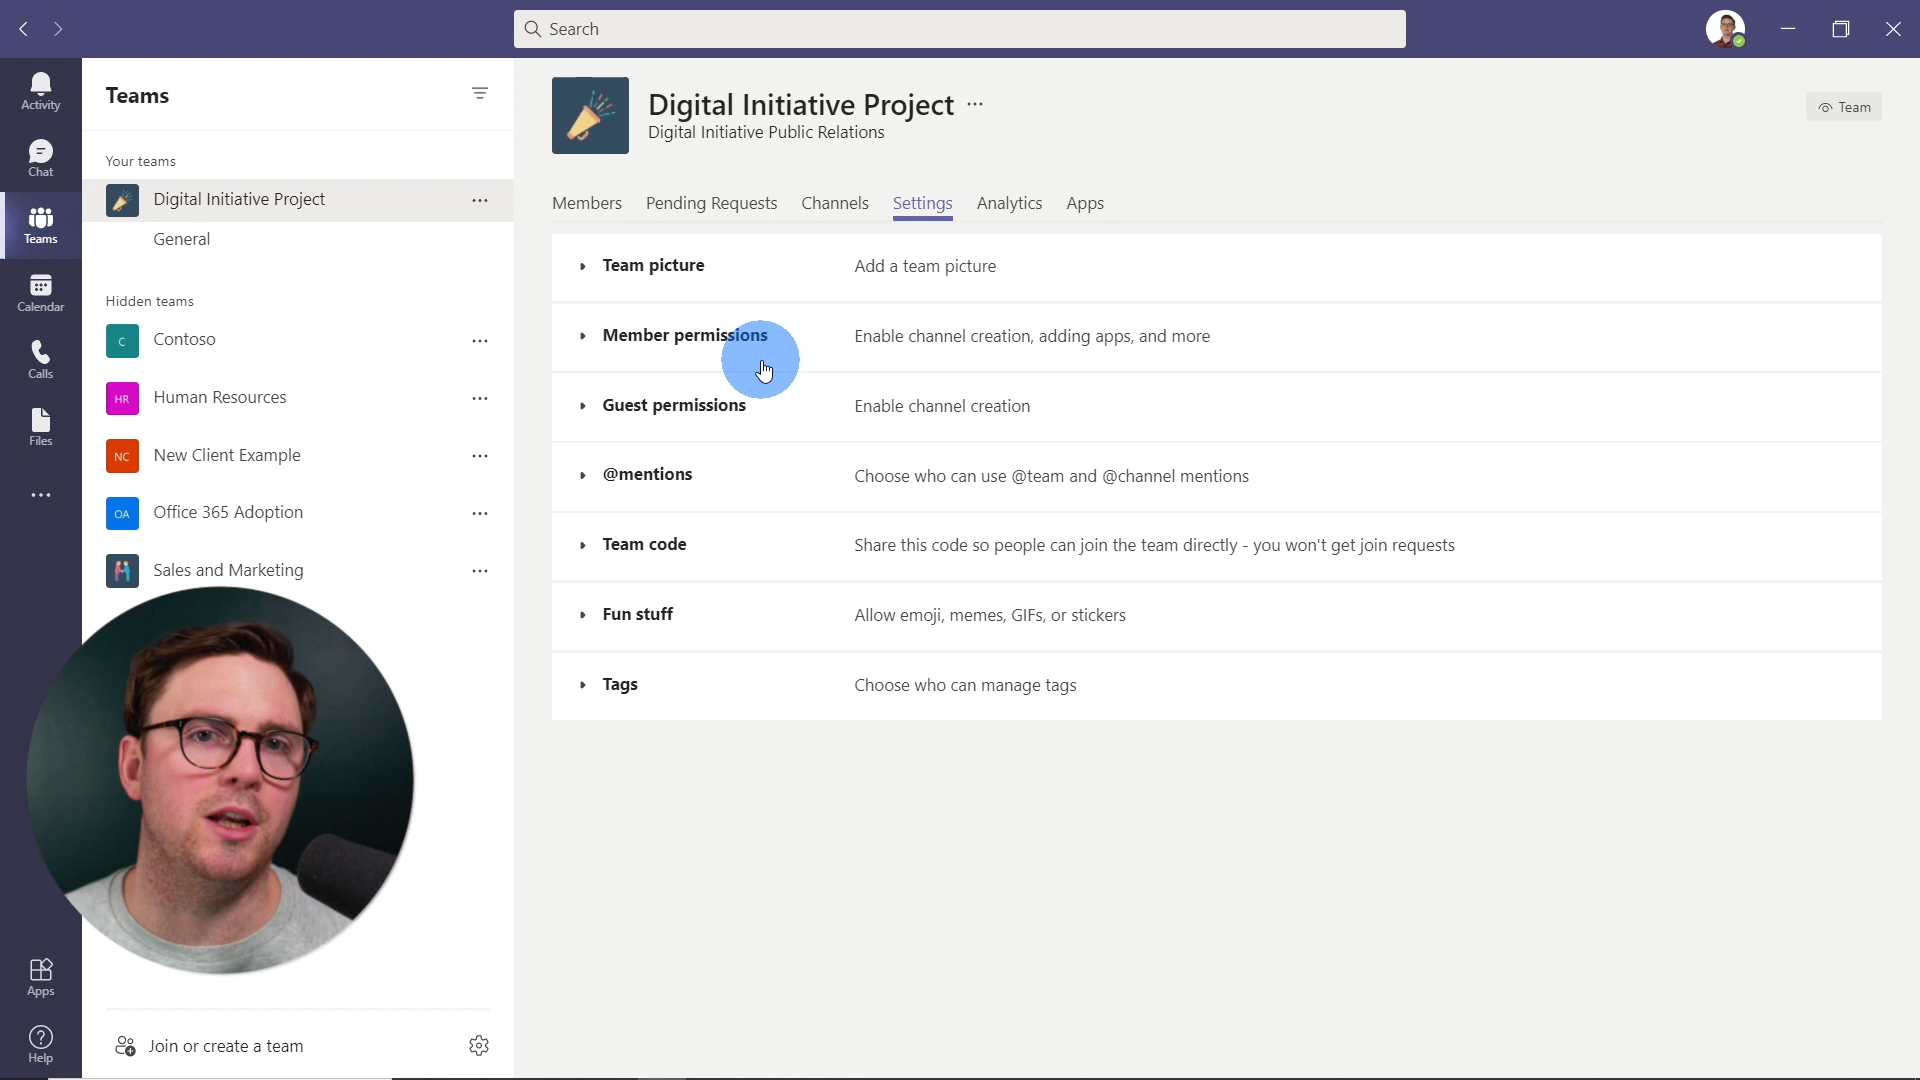 Search
Activity
Chat
Teams
Calendar
Calls
Files
Apps
Help
Teams
Your teams
Digital Initiative Project
General
Hidden teams
C Contoso
HR Human Resources
NC New Client Example
OA Office 365 Adoption
Sales and Marketing
Join or create a team
Digital Initiative Project
Digital Initiative Public Relations
Team
Members Pending Requests Channels Settings Analytics Apps
Team picture Add a team picture
Member permissions Enable channel creation, adding apps, and more
Guest permissions Enable channel creation
@mentions Choose who can use @team and @channel mentions
Team code Share this code so people can join the team directly - you won't get join requests
Fun stuff Allow emoji, memes, GIFs, or stickers
Tags Choose who can manage tags